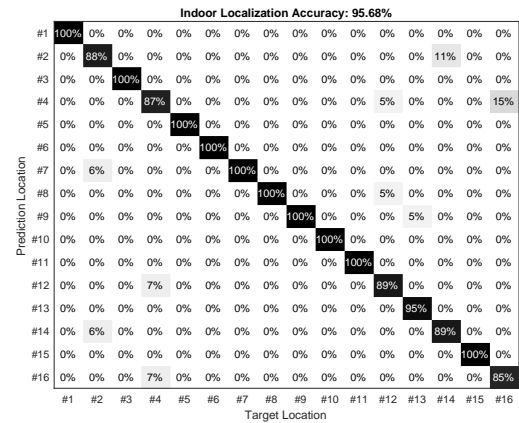 Indoor Localization Accuracy: 95.68%
#1 100% 0% 0% 0% 0% 0% 0% 0% 0% 0% 0% 0% 0% 0% 0% 0%
#2 0% 88% 0% 0% 0% 0% 0% 0% 0% 0% 0% 0% 0% 11% 0% 0%
#3 0% 0% 100% 0% 0% 0% 0% 0% 0% 0% 0% 0% 0% 0% 0% 0%
#4 0% 0% 0% 87% 0% 0% 0% 0% 0% 0% 0% 5% 0% 0% 0% 15%
#5 0% 0% 0% 0% 100% 0% 0% 0% 0% 0% 0% 0% 0% 0% 0% 0%
#6 0% 0% 0% 0% 0% 100% 0% 0% 0% 0% 0% 0% 0% 0% 0% 0%
#7 0% 6% 0% 0% 0% 0% 100% 0% 0% 0% 0% 0% 0% 0% 0% 0%
#8 0% 0% 0% 0% 0% 0% 0% 100% 0% 0% 0% 5% 0% 0% 0% 0%
#9 0% 0% 0% 0% 0% 0% 0% 0% 100% 0% 0% 0% 5% 0% 0% 0%
#10 0% 0% 0% 0% 0% 0% 0% 0% 0% 100% 0% 0% 0% 0% 0% 0%
#11 0% 0% 0% 0% 0% 0% 0% 0% 0% 0% 100% 0% 0% 0% 0% 0%
#12 0% 0% 0% 7% 0% 0% 0% 0% 0% 0% 0% 89% 0% 0% 0% 0%
#13 0% 0% 0% 0% 0% 0% 0% 0% 0% 0% 0% 0% 95% 0% 0% 0%
#14 0% 6% 0% 0% 0% 0% 0% 0% 0% 0% 0% 0% 0% 89% 0% 0%
#15 0% 0% 0% 0% 0% 0% 0% 0% 0% 0% 0% 0% 0% 0% 100% 0%
#16 0% 0% 0% 7% 0% 0% 0% 0% 0% 0% 0% 0% 0% 0% 0% 85%
#1 #2 #3 #4 #5 #6 #7 #8 #9 #10 #11 #12 #13 #14 #15 #16
Target Location
Prediction Location